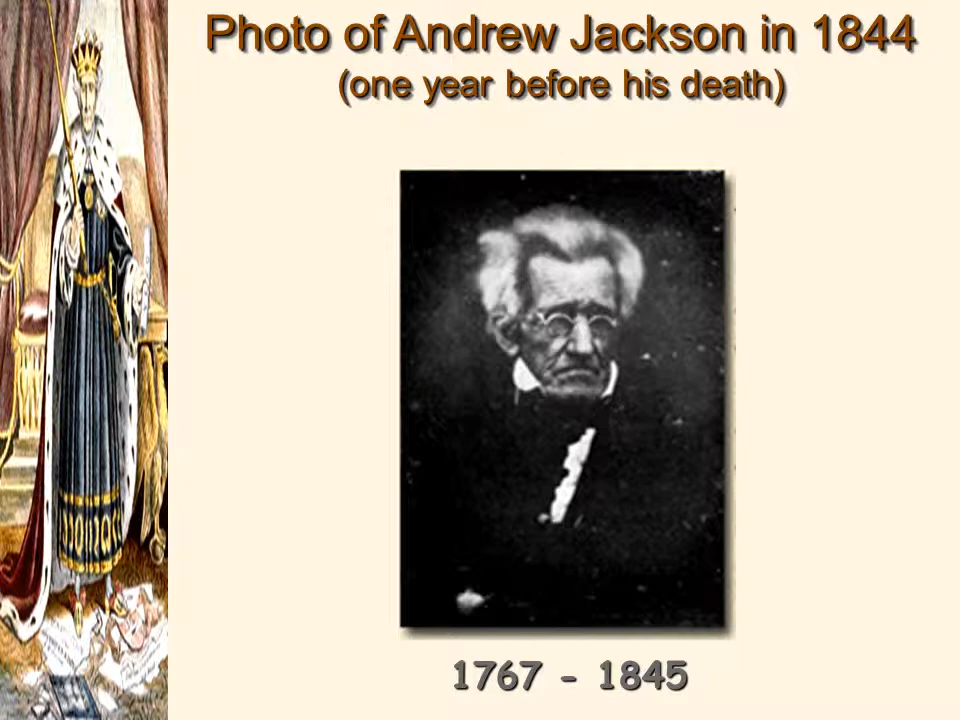 Photo of Andrew Jackson in 1844
(one year before his death)
1767 - 1845